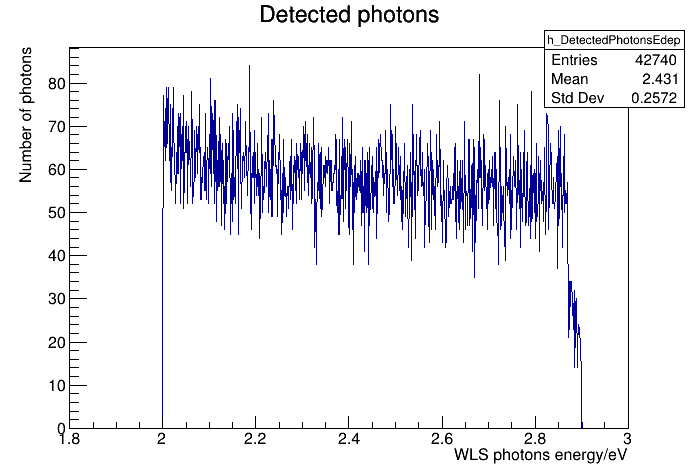 Detected photons
h_DetectedPhotonsEdep
Entries 42740
Mean 2.431
Std Dev 0.2572
Number of photons
80
70
60
50
40
30
20
10
0
1.8 2 2.2 2.4 2.6 2.8 3
WLS photons energy/eV